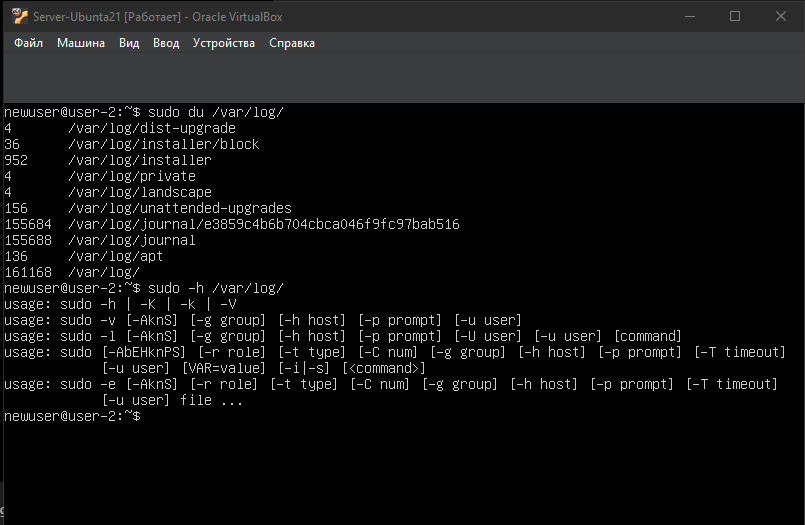 Server-Ubunta21 [Работает] - Oracle VirtualBox
Файл Машина Вид Ввод Устройства Справка
newuser@user-2:~$ sudo du /var/log/
4 /var/log/dist-upgrade
36 /var/log/installer/block
952 /var/log/installer
4 /var/log/private
4 /var/log/landscape
156 /var/log/unattended-upgrades
155684 /var/log/journal/e3859c4b6b704cbca046f9fc97bab516
155688 /var/log/journal
136 /var/log/apt
161168 /var/log/
newuser@user-2:~$ sudo -h /var/log/
usage: sudo -h | -K | -k | -V
usage: sudo -v [-AknS] [-g group] [-h host] [-p prompt] [-u user]
usage: sudo -l [-AknS] [-g group] [-h host] [-p prompt] [-U user] [-u user] [command]
usage: sudo [-AbEHknPS] [-r role] [-t type] [-C num] [-g group] [-h host] [-p prompt] [-T timeout]
[-u user] [VAR=value] [-i|-s] [<command>]
usage: sudo -e [-AknS] [-r role] [-t type] [-C num] [-g group] [-h host] [-p prompt] [-T timeout]
[-u user] file ...
newuser@user-2:~$